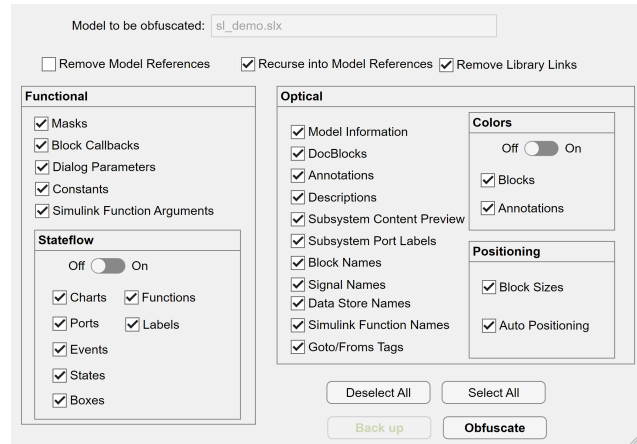 Model to be obfuscated: sl_demo.slx
Remove Model References Recurse into Model References Remove Library Links
Functional
Masks
Block Callbacks
Dialog Parameters
Constants
Simulink Function Arguments
Stateflow
Off On
Charts Functions
Ports Labels
Events
States
Boxes
Optical
Model Information
DocBlocks
Annotations
Descriptions
Subsystem Content Preview
Subsystem Port Labels
Block Names
Signal Names
Data Store Names
Simulink Function Names
Goto/Froms Tags
Colors
Off On
Blocks
Annotations
Positioning
Block Sizes
Auto Positioning
Deselect All Select All
Back up Obfuscate